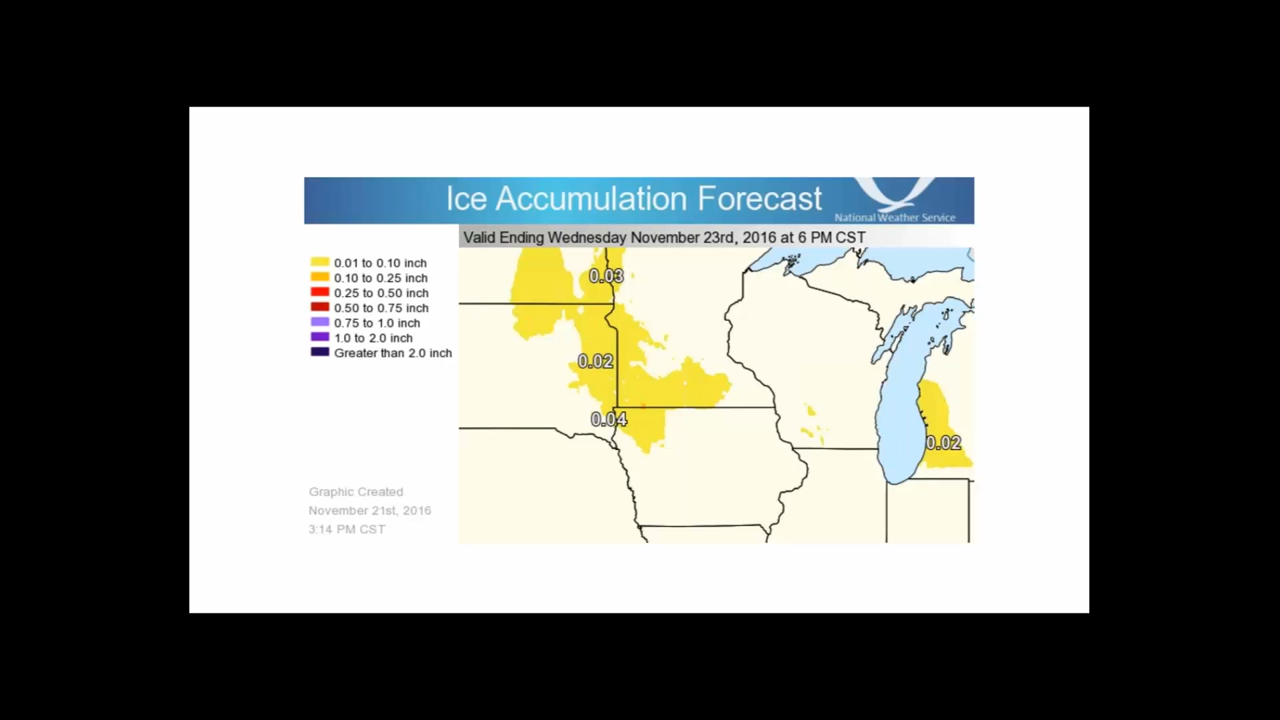 Ice Accumulation Forecast
National Weather Service
Valid Ending Wednesday November 23rd, 2016 at 6 PM CST
0.01 to 0.10 inch
0.10 to 0.25 inch
0.25 to 0.50 inch
0.50 to 0.75 inch
0.75 to 1.0 inch
1.0 to 2.0 inch
Greater than 2.0 inch
0.03
0.02
0.04
0.02
Graphic Created
November 21st, 2016
3:14 PM CST